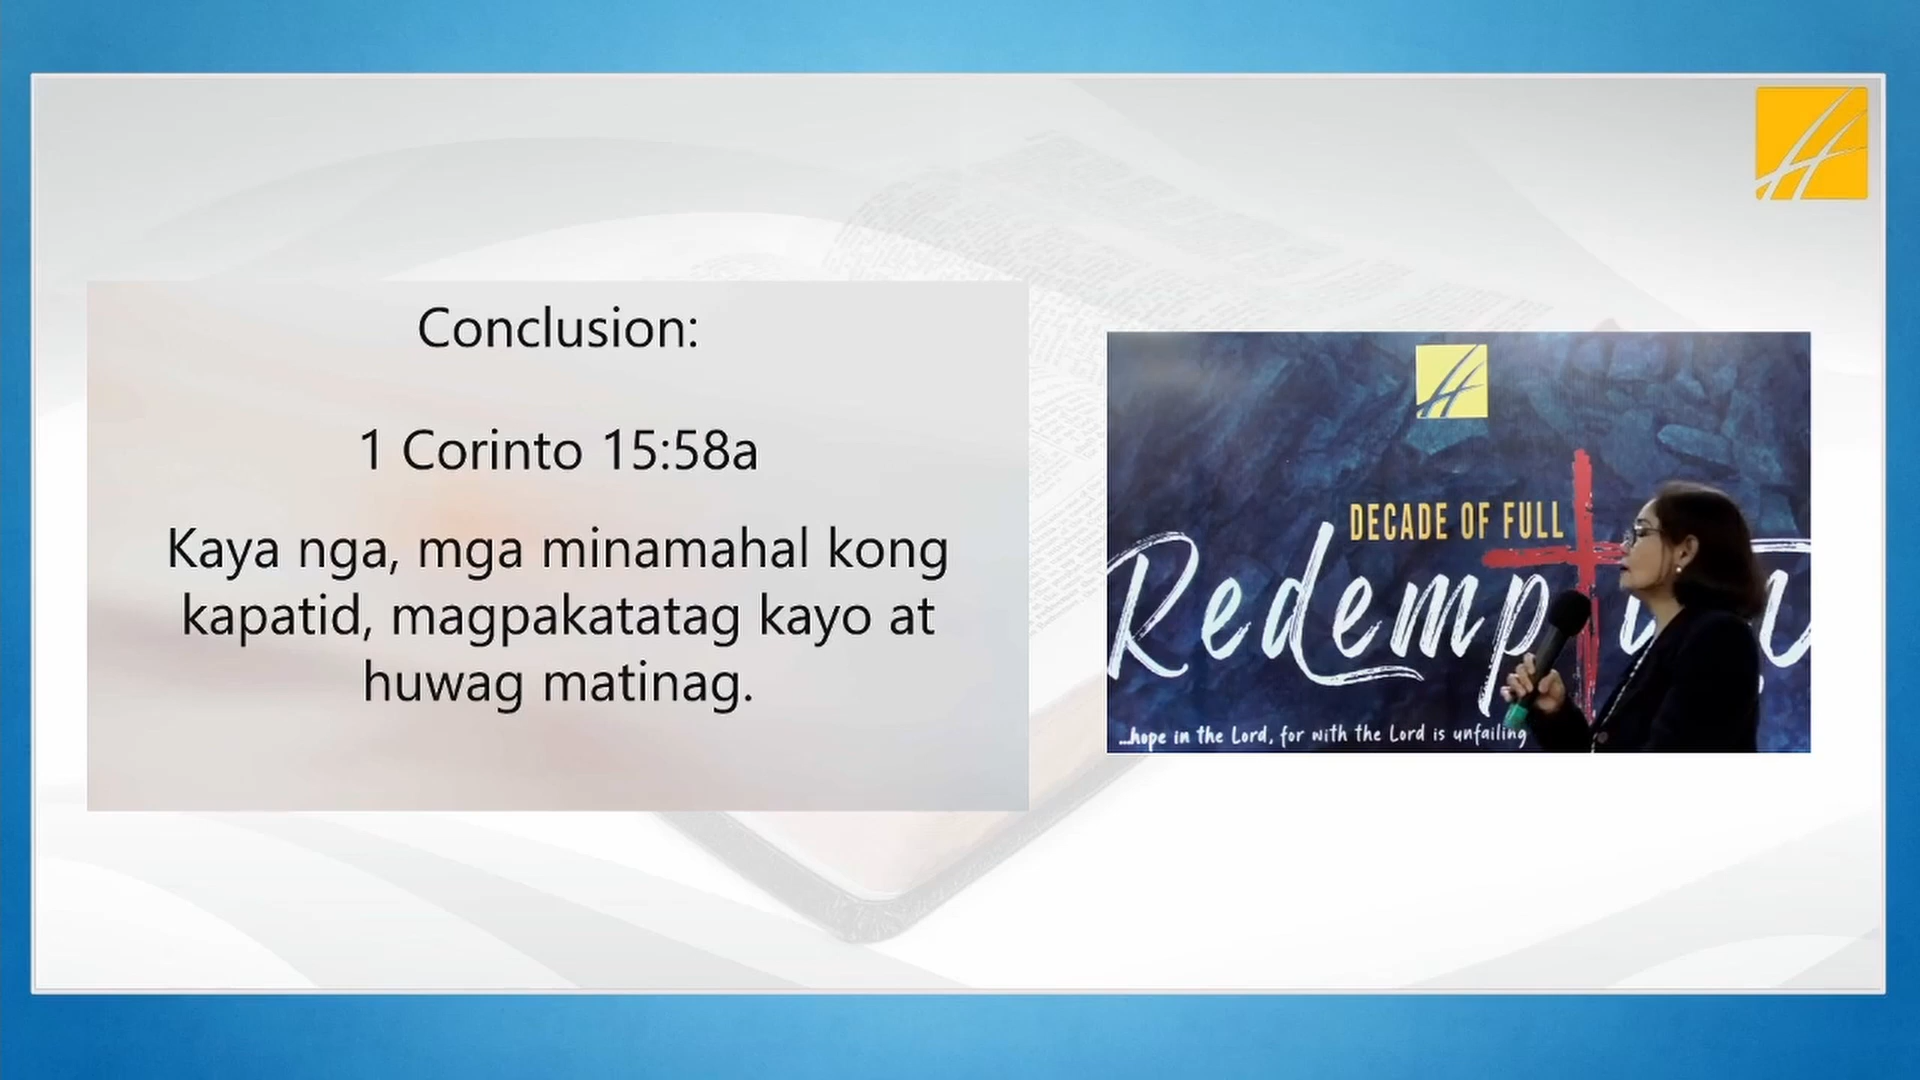 Conclusion:
1 Corinto 15:58a
Kaya nga, mga minamahal kong
kapatid, magpakatatag kayo at
huwag matinag.
DECADE OF FULL
...hope in the Lord, for with the Lord is unfailing